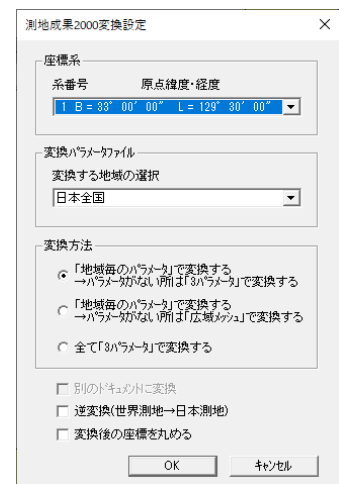 測地成果2000変換設定
座標系
系番号 原点緯度・経度
1 B = 33° 00′ 00″ L = 129° 30′ 00″
変換ﾊﾟﾗﾒｰﾀﾌｧｲﾙ
変換する地域の選択
日本全国
変換方法
「地域毎のﾊﾟﾗﾒｰﾀ」で変換する
→ﾊﾟﾗﾒｰﾀがない所は「3ﾊﾟﾗﾒｰﾀ」で変換する
「地域毎のﾊﾟﾗﾒｰﾀ」で変換する
→ﾊﾟﾗﾒｰﾀがない所は「広域ﾒｯｼｭ」で変換する
全て「3ﾊﾟﾗﾒｰﾀ」で変換する
別のﾄﾞｷｭﾒﾝﾄに変換
逆変換(世界測地→日本測地)
変換後の座標を丸める
OK ｷｬﾝｾﾙ